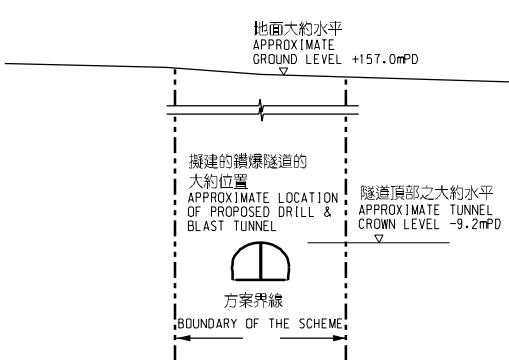 地面大約水平
APPROXIMATE
GROUND LEVEL +157.0mPD
擬建的鑽爆隧道的
大約位置
APPROXIMATE LOCATION
OF PROPOSED DRILL &
BLAST TUNNEL
隧道頂部之大約水平
APPROXIMATE TUNNEL
CROWN LEVEL -9.2mPD
方案界線
BOUNDARY OF THE SCHEME